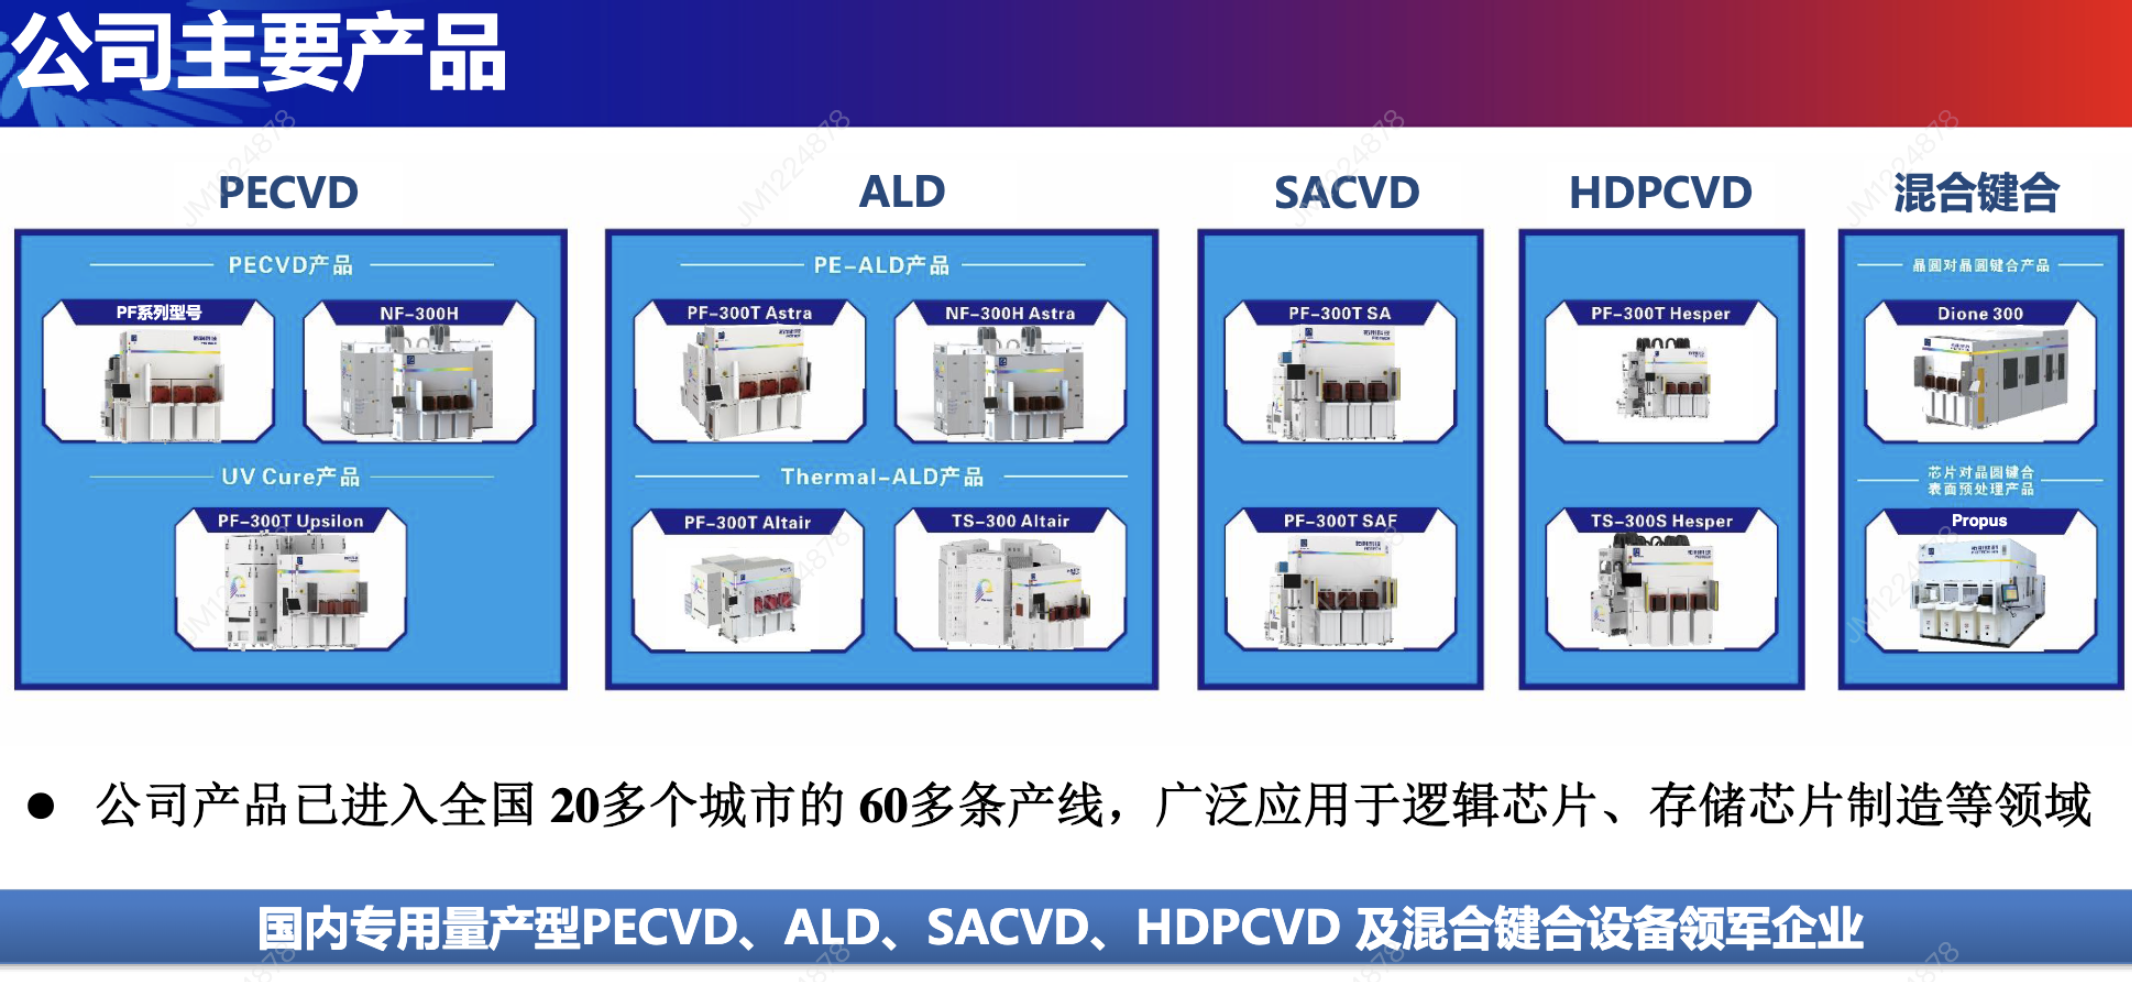 公司主要产品
PECVD
ALD
SACVD
HDPCVD
混合键合
PECVD产品
PF系列型号
NF-300H
UV Cure产品
PF-300T Upsilon
PE-ALD产品
PF-300T Astra
NF-300H Astra
Thermal-ALD产品
PF-300T Altair
TS-300 Altair
PF-300T SA
PF-300T SAF
PF-300T Hesper
TS-300S Hesper
晶圆对晶圆键合产品
Dione 300
芯片对晶圆键合
表面预处理产品
Propus
● 公司产品已进入全国 20多个城市的 60多条产线，广泛应用于逻辑芯片、存储芯片制造等领域
国内专用量产型PECVD、ALD、SACVD、HDPCVD 及混合键合设备领军企业
JM1224878
JM1224878
JM1224878
JM1224878